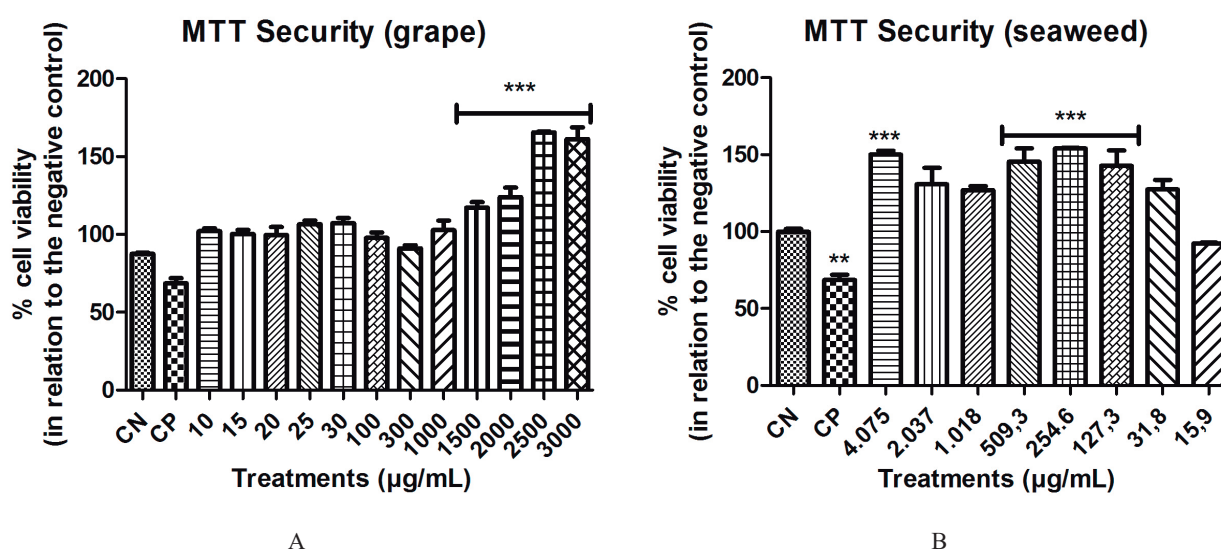 MTT Security (grape)
% cell viability
(in relation to the negative control)
200
150
100
50
0
***
CN
CP
10
15
20
25
30
100
300
1000
1500
2000
2500
3000
Treatments (µg/mL)
A
MTT Security (seaweed)
% cell viability
(in relation to the negative control)
200
150
100
50
0
**
***
***
CN
CP
4.075
2.037
1.018
509,3
254.6
127,3
31,8
15,9
Treatments (µg/mL)
B